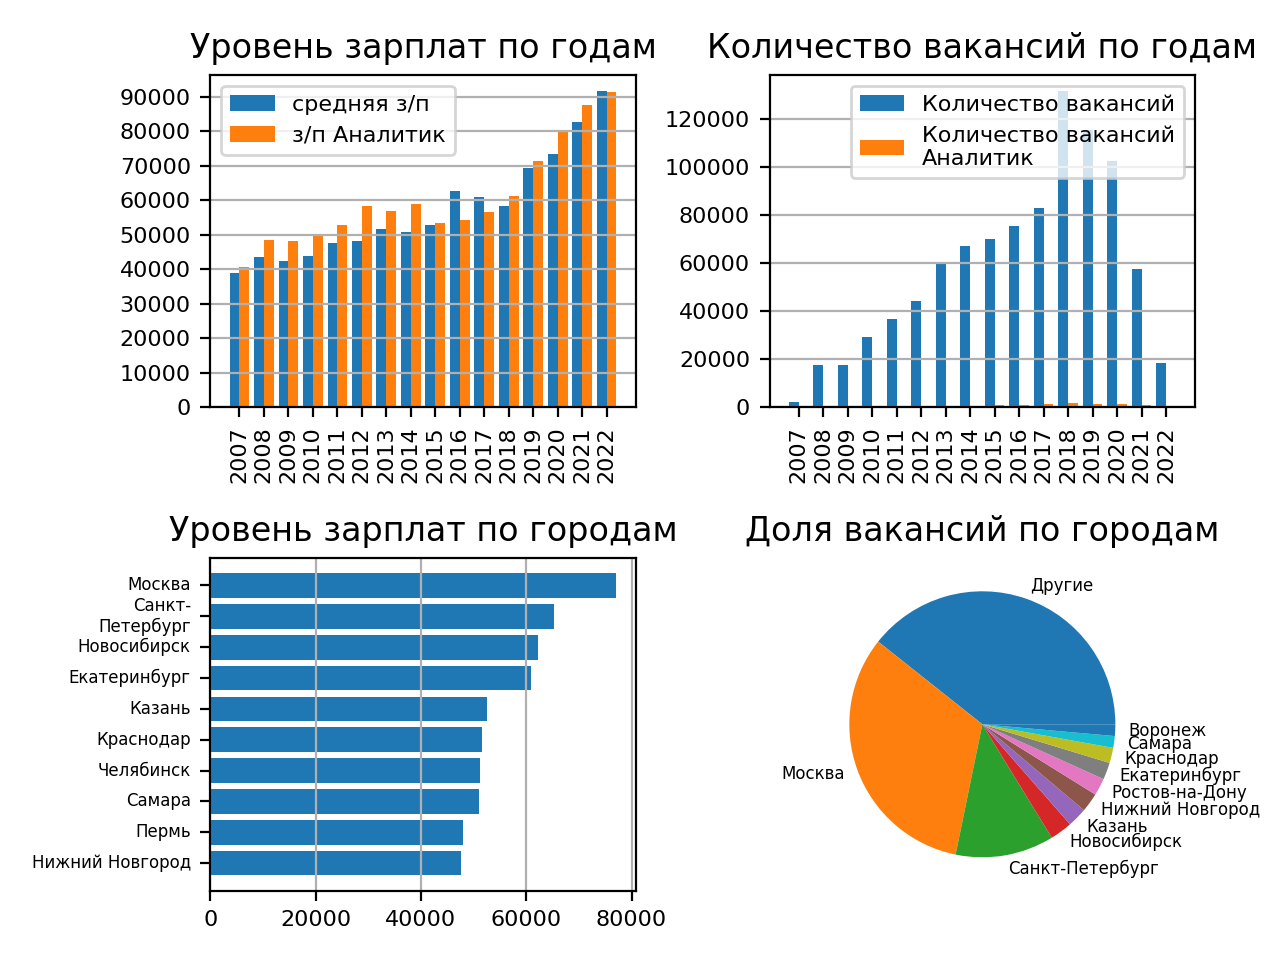 Уровень зарплат по годам
90000
80000
70000
60000
50000
40000
30000
20000
10000
0
средняя з/п
з/п Аналитик
2007
2008
2009
2010
2011
2012
2013
2014
2015
2016
2017
2018
2019
2020
2021
2022
Количество вакансий по годам
120000
100000
80000
60000
40000
20000
0
Количество вакансий
Количество вакансий
Аналитик
2007
2008
2009
2010
2011
2012
2013
2014
2015
2016
2017
2018
2019
2020
2021
2022
Уровень зарплат по городам
Москва
Санкт-
Петербург
Новосибирск
Екатеринбург
Казань
Краснодар
Челябинск
Самара
Пермь
Нижний Новгород
0
20000
40000
60000
80000
Доля вакансий по городам
Другие
Москва
Санкт-Петербург
Новосибирск
Казань
Нижний Новгород
Ростов-на-Дону
Екатеринбург
Краснодар
Самара
Воронеж